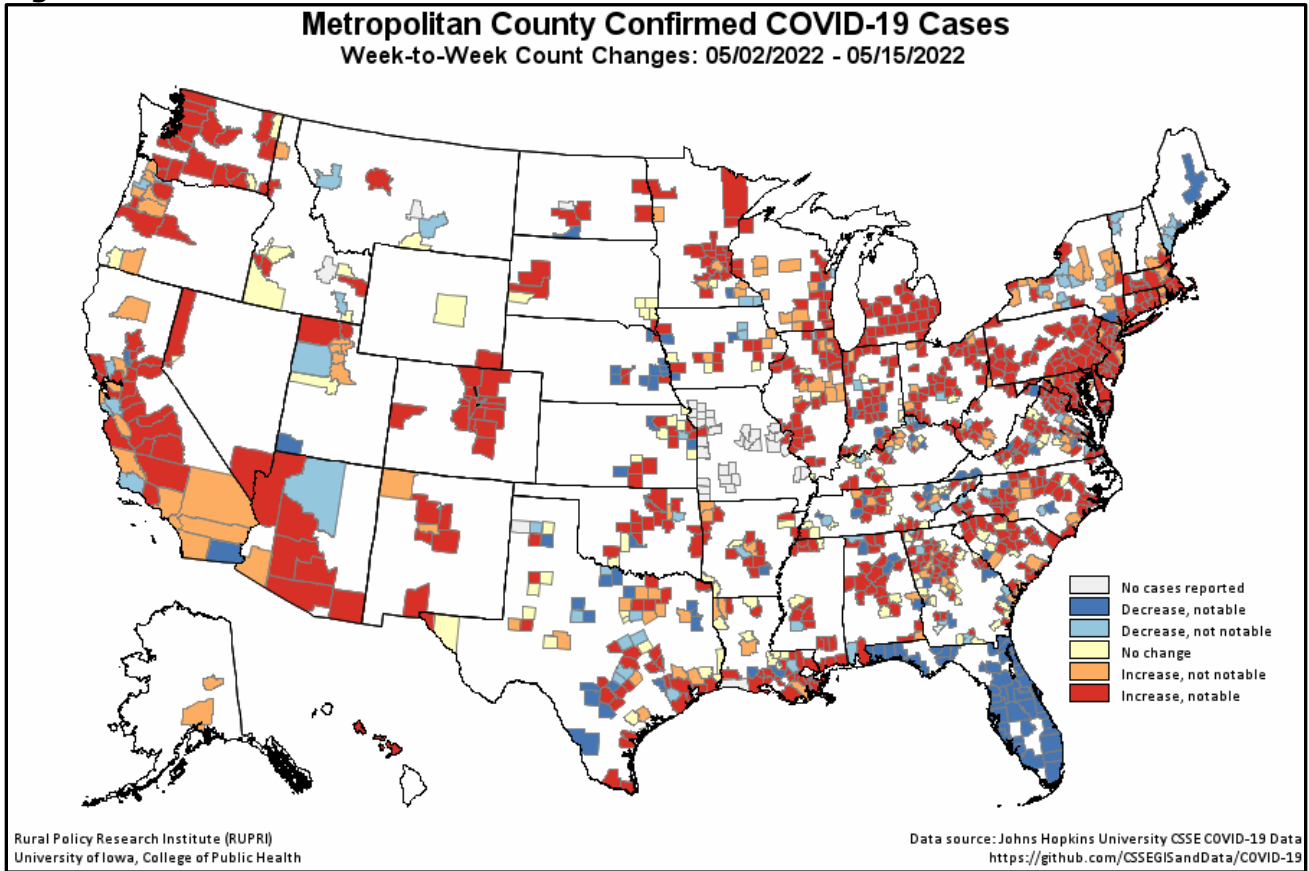 Metropolitan County Confirmed COVID-19 Cases
Week-to-Week Count Changes: 05/02/2022 - 05/15/2022
No cases reported
Decrease, notable
Decrease, not notable
No change
Increase, not notable
Increase, notable
Rural Policy Research Institute (RUPRI)
University of Iowa, College of Public Health
Data source: Johns Hopkins University CSSE COVID-19 Data
https://github.com/CSSEGISandData/COVID-19